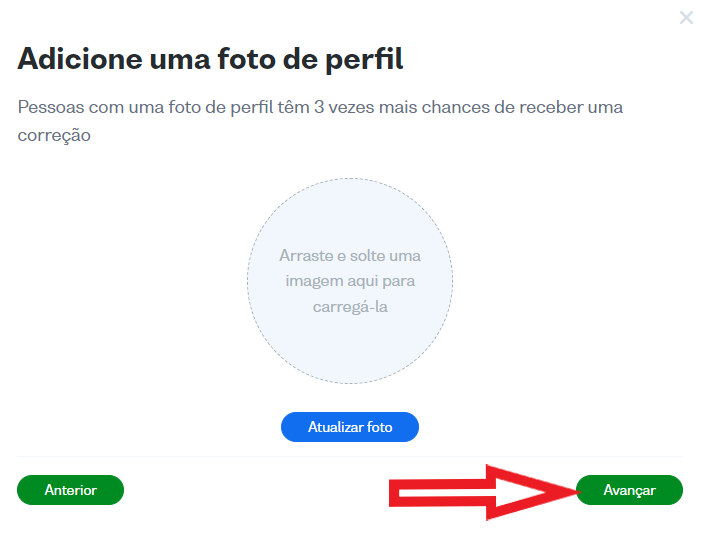 Adicione uma foto de perfil
Pessoas com uma foto de perfil têm 3 vezes mais chances de receber uma
correção
Arraste e solte uma
imagem aqui para
carregá-la
Atualizar foto
Anterior
Avançar